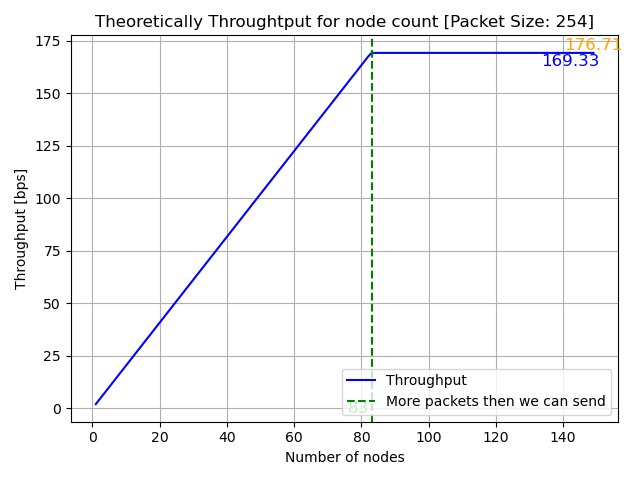 Theoretically Throughtput for node count [Packet Size: 254]
176.71
169.33
Throughput [bps]
175
150
125
100
75
50
25
0
83
Throughput
More packets then we can send
0 20 40 60 80 100 120 140
Number of nodes